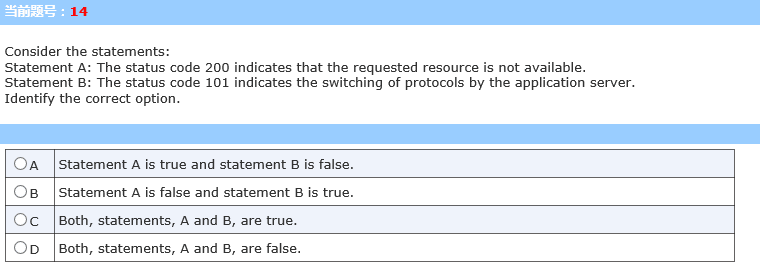 当前题号：14
Consider the statements:
Statement A: The status code 200 indicates that the requested resource is not available.
Statement B: The status code 101 indicates the switching of protocols by the application server.
Identify the correct option.
A Statement A is true and statement B is false.
B Statement A is false and statement B is true.
C Both, statements, A and B, are true.
D Both, statements, A and B, are false.